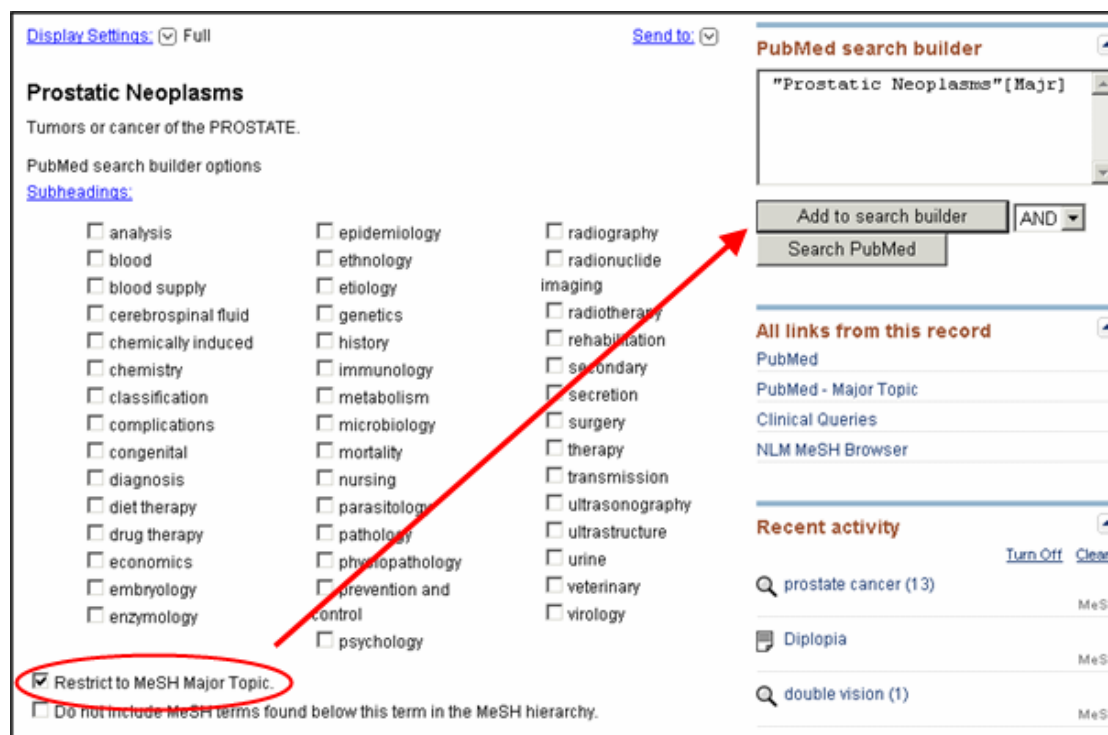 Display Settings: Full
Send to:
Prostatic Neoplasms
Tumors or cancer of the PROSTATE.
PubMed search builder options
Subheadings:
analysis
blood
blood supply
cerebrospinal fluid
chemically induced
chemistry
classification
complications
congenital
diagnosis
diet therapy
drug therapy
economics
embryology
enzymology
epidemiology
ethnology
etiology
genetics
history
immunology
metabolism
microbiology
mortality
nursing
parasitology
pathology
physiopathology
prevention and
control
psychology
radiography
radionuclide
imaging
radiotherapy
rehabilitation
secondary
secretion
surgery
therapy
transmission
ultrasonography
ultrastructure
urine
veterinary
virology
Restrict to MeSH Major Topic.
Do not include MeSH terms found below this term in the MeSH hierarchy.
PubMed search builder
"Prostatic Neoplasms"[Majr]
Add to search builder AND
Search PubMed
All links from this record
PubMed
PubMed - Major Topic
Clinical Queries
NLM MeSH Browser
Recent activity
Turn Off Clear
prostate cancer (13)
MeS
Diplopia
MeS
double vision (1)
MeS